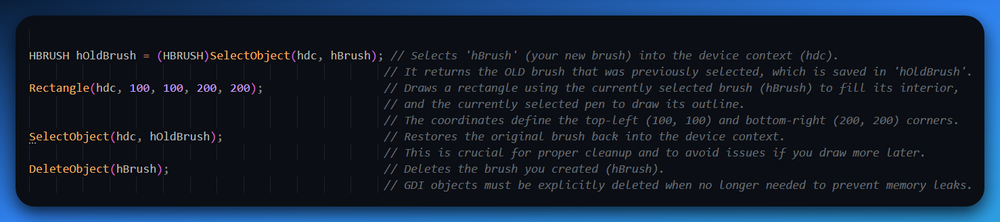 HBRUSH hOldBrush = (HBRUSH)SelectObject(hdc, hBrush); // Selects 'hBrush' (your new brush) into the device context (hdc).
// It returns the OLD brush that was previously selected, which is saved in 'hOldBrush'.
Rectangle(hdc, 100, 100, 200, 200); // Draws a rectangle using the currently selected brush (hBrush) to fill its interior,
// and the currently selected pen to draw its outline.
// The coordinates define the top-left (100, 100) and bottom-right (200, 200) corners.
SelectObject(hdc, hOldBrush); // Restores the original brush back into the device context.
// This is crucial for proper cleanup and to avoid issues if you draw more later.
DeleteObject(hBrush); // Deletes the brush you created (hBrush).
// GDI objects must be explicitly deleted when no longer needed to prevent memory leaks.